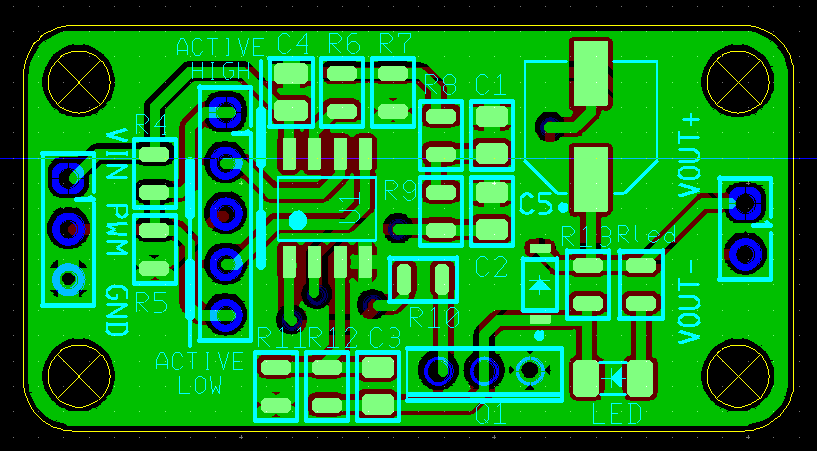 ACTIVE
HIGH
C4
R6
R7
R8
C1
R4
VIN
PWM
GND
R9
U1
C5
VOUT+
R13
Rled
R5
C2
R10
VOUT-
R11
R12
C3
ACTIVE
LOW
Q1
LED